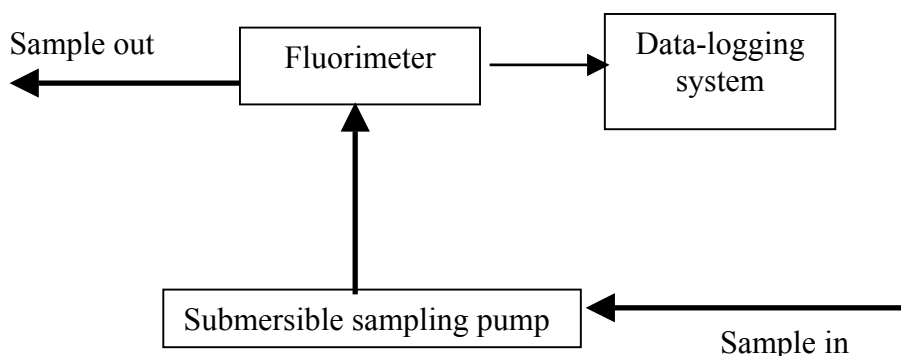 Sample out
Fluorimeter
Data-logging
system
Submersible sampling pump
Sample in